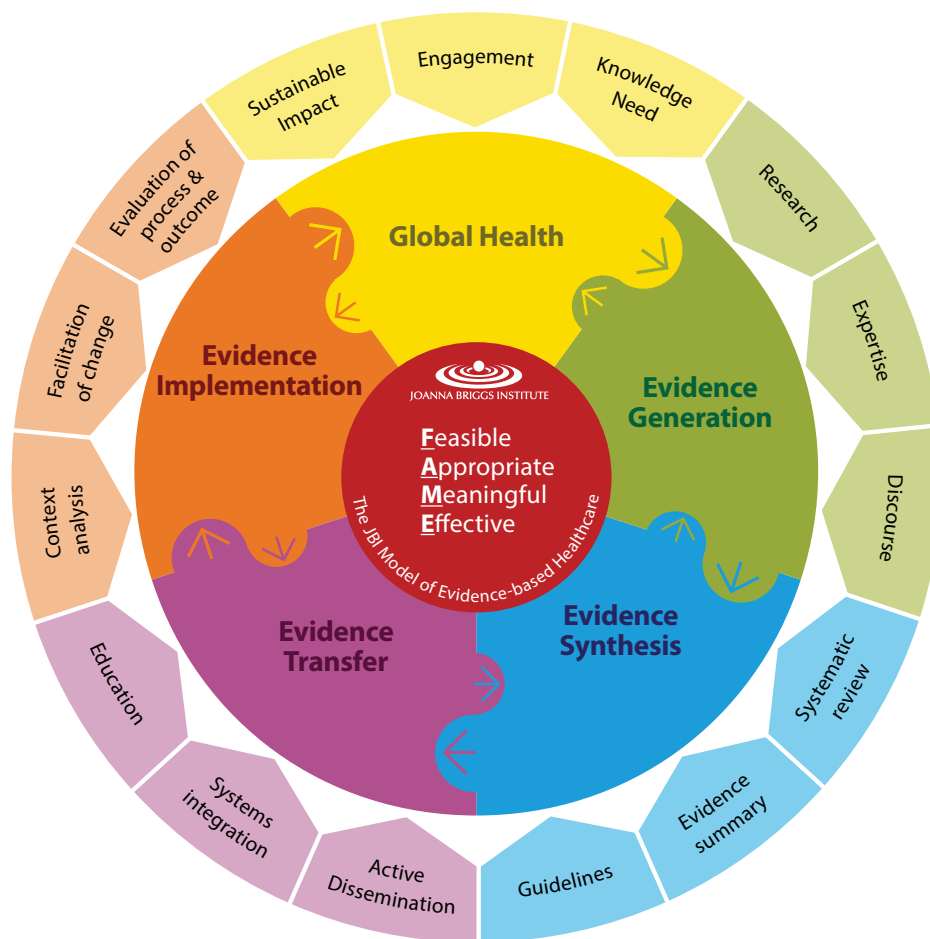 Engagement
Knowledge
Need
Research
Expertise
Discourse
Systematic
review
Evidence
summary
Guidelines
Active
Dissemination
Systems
integration
Education
Context
analysis
Facilitation
of change
Evaluation of
process &
outcome
Sustainable
Impact
Global Health
Evidence
Generation
Evidence
Synthesis
Evidence
Transfer
Evidence
Implementation
JOANNA BRIGGS INSTITUTE
Feasible
Appropriate
Meaningful
Effective
The JBI Model of Evidence-based Healthcare